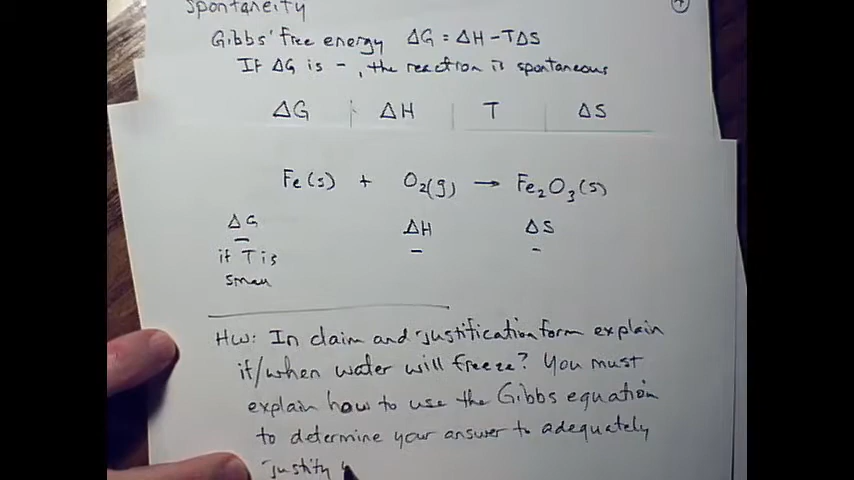 Spontaneity
Gibbs' free energy ΔG = ΔH - TΔS
If ΔG is -, the reaction is spontaneous
ΔG ΔH T ΔS
Fe(s) + O₂(g) → Fe₂O₃(s)
ΔG ΔH ΔS
- - -
if T is
small
HW: In claim and justification form explain
if/when water will freeze? You must
explain how to use the Gibbs equation
to determine your answer to adequately
justify